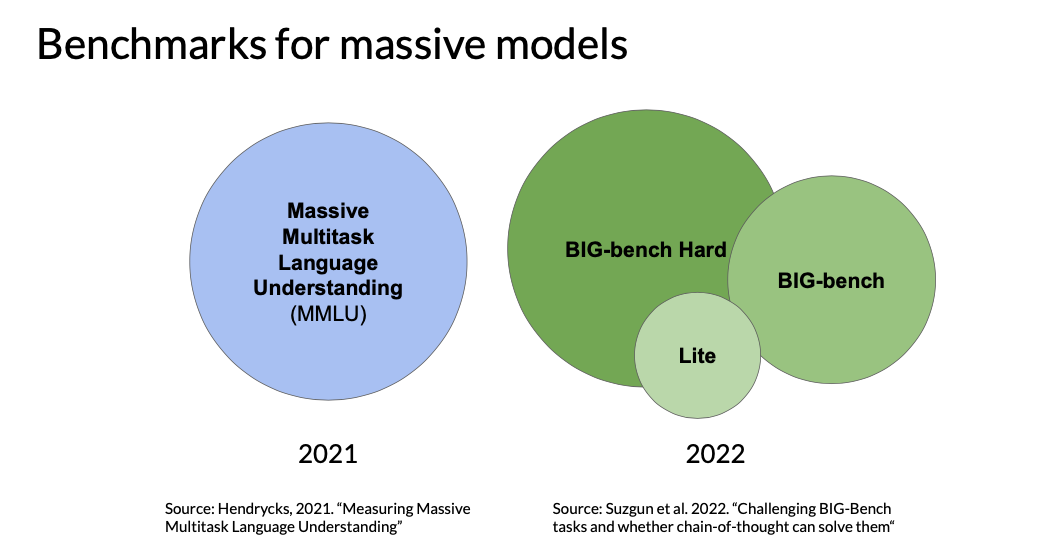 Benchmarks for massive models
Massive
Multitask
Language
Understanding
(MMLU)
BIG-bench Hard
BIG-bench
Lite
2021
2022
Source: Hendrycks, 2021. “Measuring Massive
Multitask Language Understanding”
Source: Suzgun et al. 2022. “Challenging BIG-Bench
tasks and whether chain-of-thought can solve them“